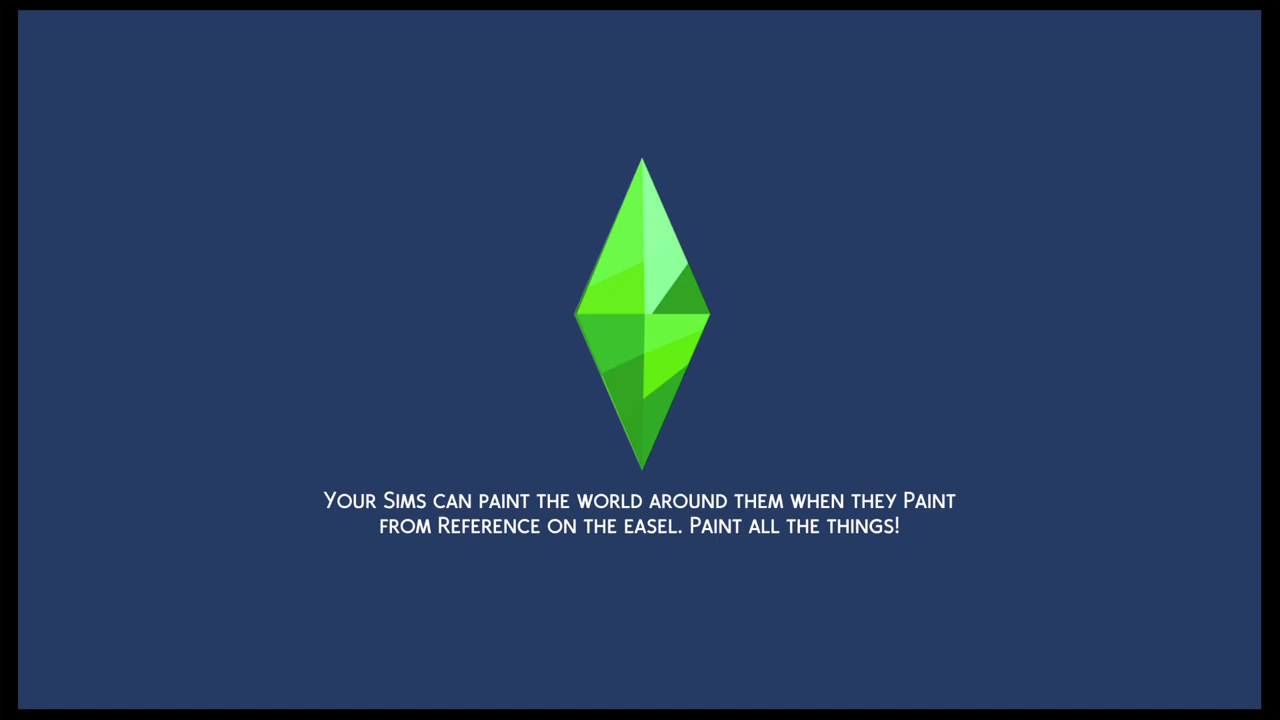 Your Sims can paint the world around them when they Paint
from Reference on the easel. Paint all the things!